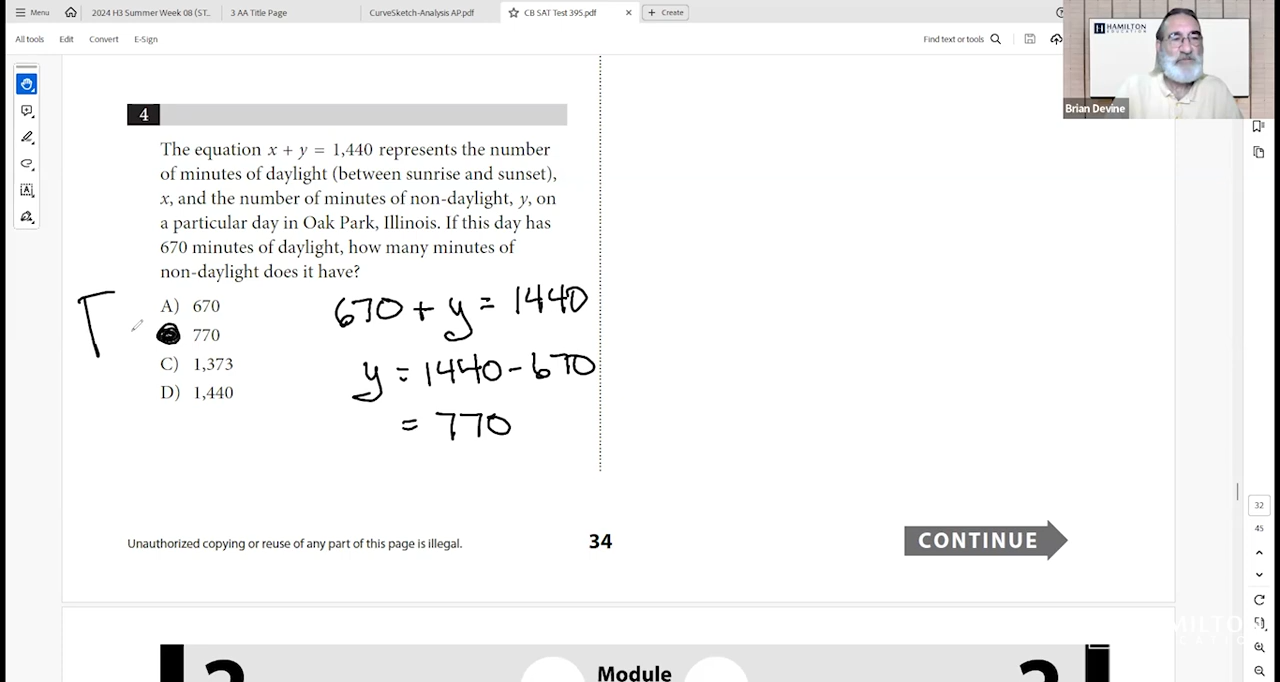 Menu
2024 H3 Summer Week 08 (ST...
3 AA Title Page
CurveSketch-Analysis AP.pdf
CB SAT Test 395.pdf
Create
All tools
Edit
Convert
E-Sign
Find text or tools
HAMILTON
EDUCATION
Brian Devine
4
The equation x + y = 1,440 represents the number
of minutes of daylight (between sunrise and sunset),
x, and the number of minutes of non-daylight, y, on
a particular day in Oak Park, Illinois. If this day has
670 minutes of daylight, how many minutes of
non-daylight does it have?
A) 670
770
C) 1,373
D) 1,440
670 + y = 1440
y = 1440 - 670
= 770
Unauthorized copying or reuse of any part of this page is illegal.
34
CONTINUE
32
45
Module